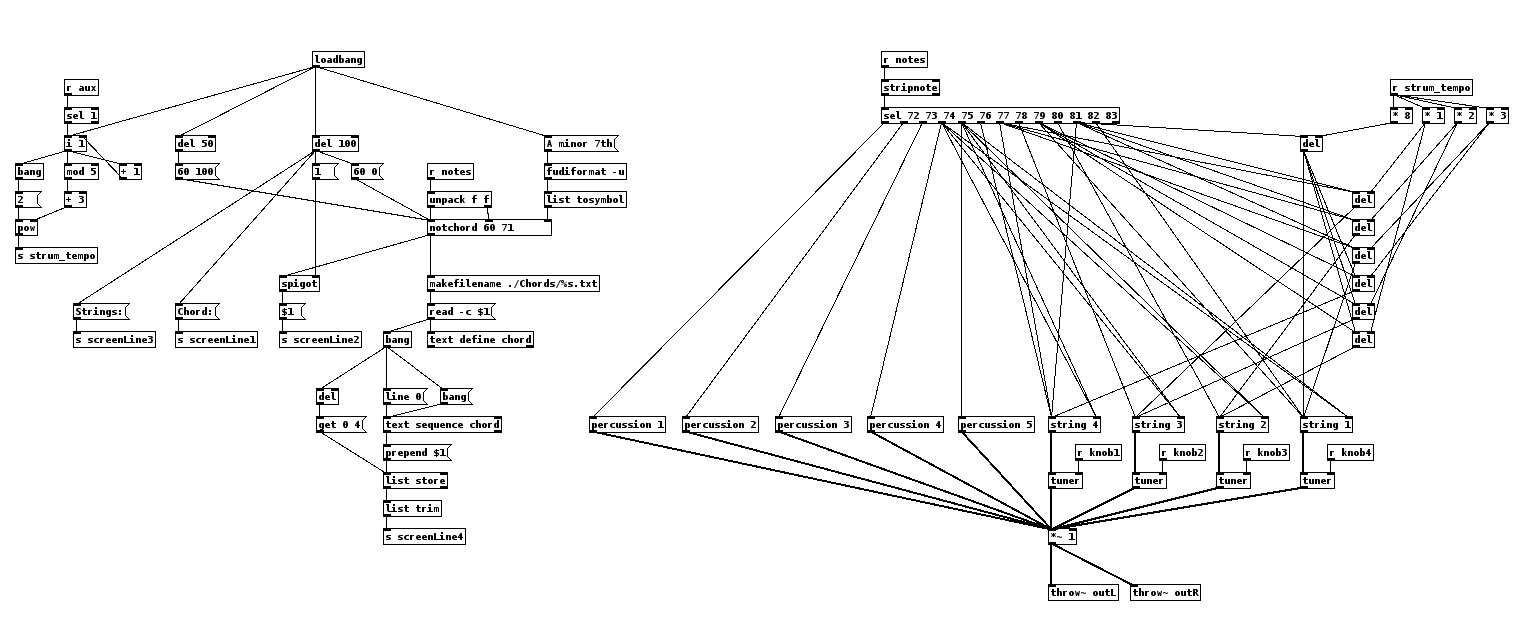 loadbang
r notes
r aux
stripnote
r strum_tempo
sel 1
sel 72 73 74 75 76 77 78 79 80 81 82 83
* 8
* 1
* 2
* 3
i 1
del 50
del 100
A minor 7th
del
bang
mod 5
+ 1
60 100
1
60 0
r notes
fudiformat -u
2
+ 3
unpack f f
list tosymbol
del
pow
notchord 60 71
del
s strum_tempo
del
spigot
makefilename ./Chords/%s.txt
del
Strings:
Chord:
$1
read -c $1
del
s screenLine3
s screenLine1
s screenLine2
bang
text define chord
del
del
line 0
bang
get 0 4
text sequence chord
percussion 1
percussion 2
percussion 3
percussion 4
percussion 5
string 4
string 3
string 2
string 1
prepend $1
r knob1
r knob2
r knob3
r knob4
list store
tuner
tuner
tuner
tuner
list trim
s screenLine4
*~ 1
throw~ outL
throw~ outR